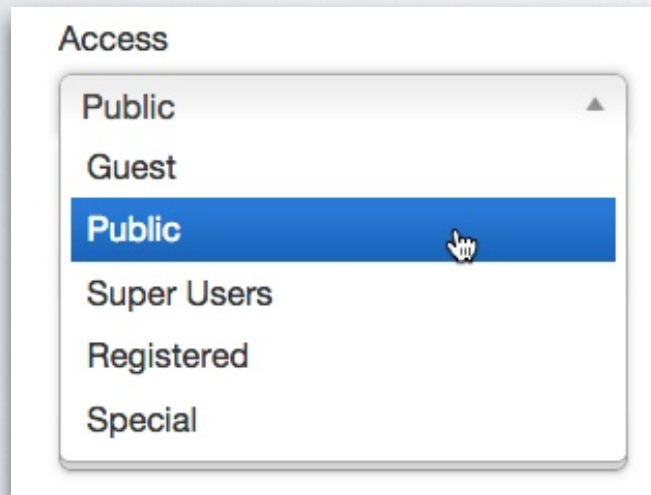 Access
Public
Guest
Public
Super Users
Registered
Special